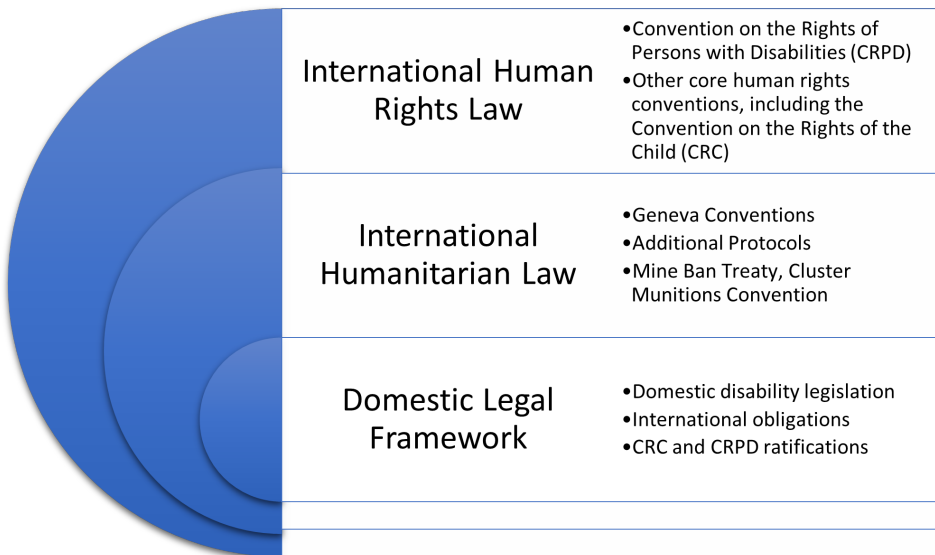 International Human
Rights Law
•Convention on the Rights of
Persons with Disabilities (CRPD)
•Other core human rights
conventions, including the
Convention on the Rights of the
Child (CRC)
International
Humanitarian Law
•Geneva Conventions
•Additional Protocols
•Mine Ban Treaty, Cluster
Munitions Convention
Domestic Legal
Framework
•Domestic disability legislation
•International obligations
•CRC and CRPD ratifications